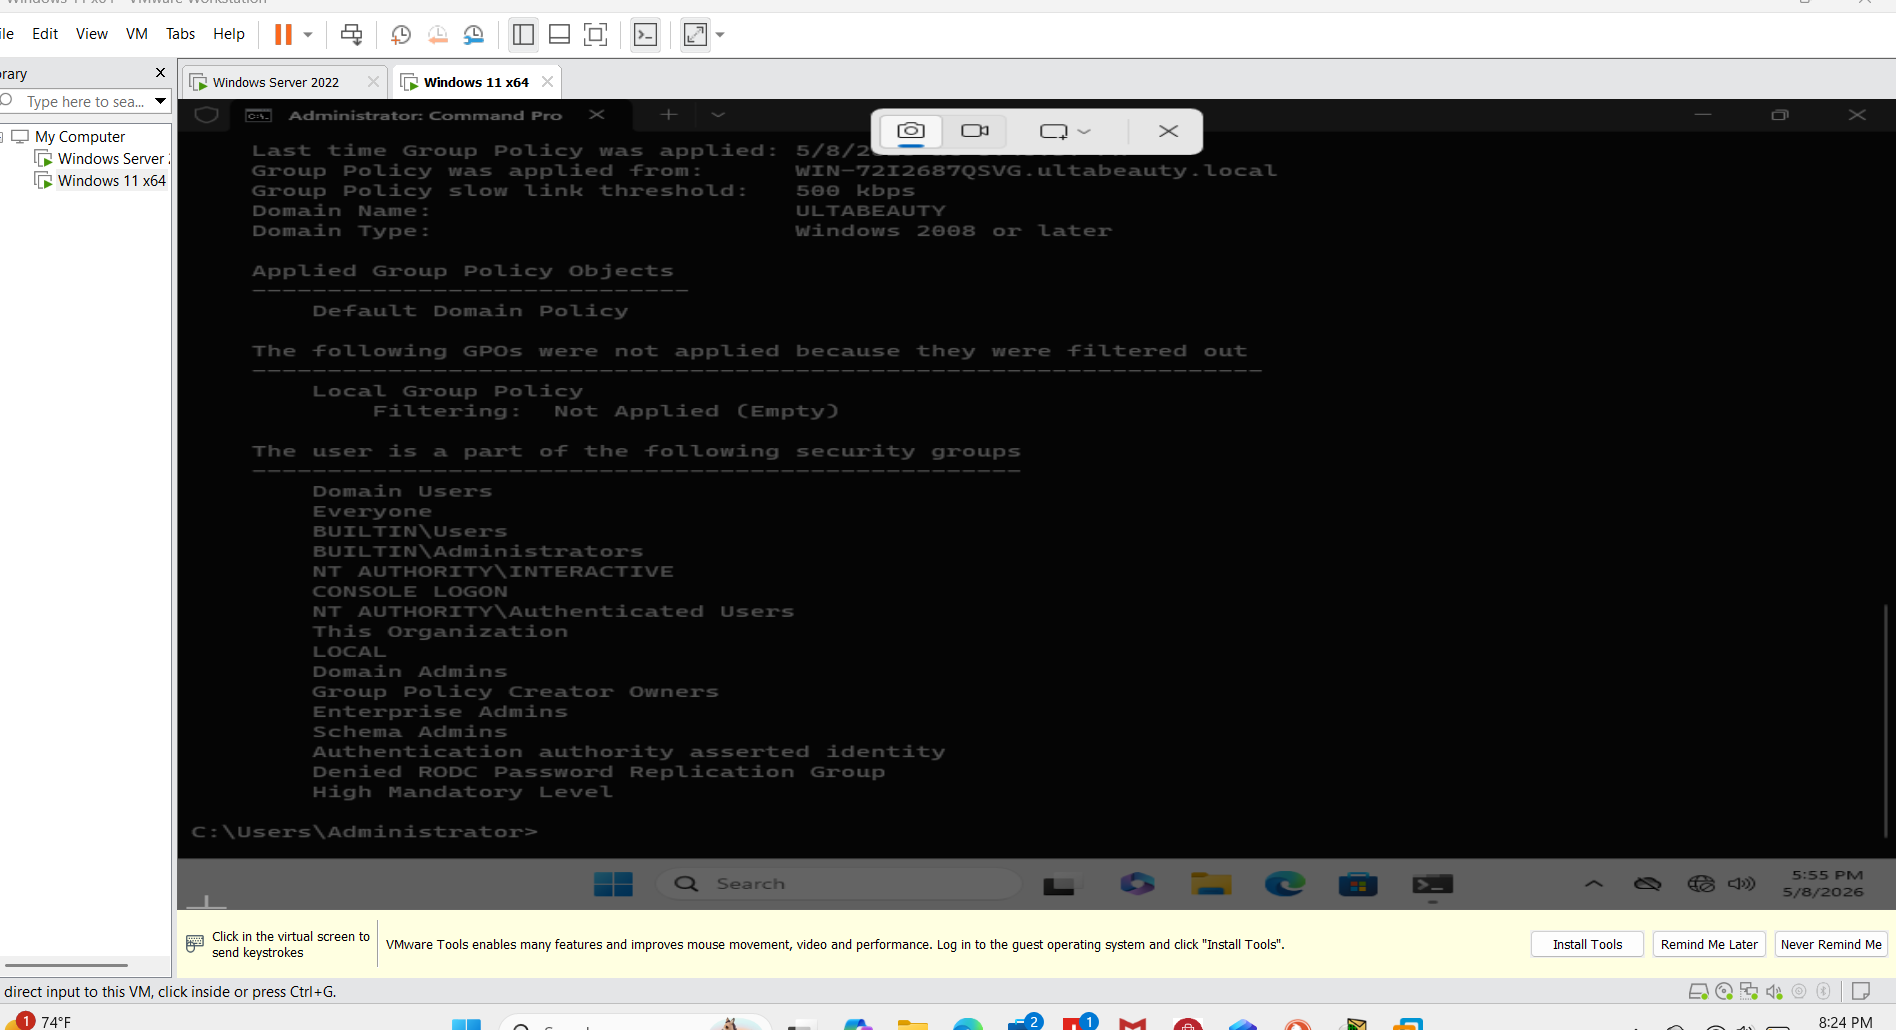 Edit View VM Tabs Help
Type here to sea...
My Computer
Windows Server
Windows 11 x64
Windows Server 2022
Windows 11 x64
Administrator: Command Pro
Last time Group Policy was applied: 5/8/2
Group Policy was applied from: WIN-72I2687QSVG.ultabeauty.local
Group Policy slow link threshold: 500 kbps
Domain Name: ULTABEAUTY
Domain Type: Windows 2008 or later
Applied Group Policy Objects
-----------------------------
Default Domain Policy
The following GPOs were not applied because they were filtered out
-------------------------------------------------------------------
Local Group Policy
Filtering: Not Applied (Empty)
The user is a part of the following security groups
---------------------------------------------------
Domain Users
Everyone
BUILTIN\Users
BUILTIN\Administrators
NT AUTHORITY\INTERACTIVE
CONSOLE LOGON
NT AUTHORITY\Authenticated Users
This Organization
LOCAL
Domain Admins
Group Policy Creator Owners
Enterprise Admins
Schema Admins
Authentication authority asserted identity
Denied RODC Password Replication Group
High Mandatory Level
C:\Users\Administrator>
Search
5:55 PM
5/8/2026
Click in the virtual screen to
send keystrokes
VMware Tools enables many features and improves mouse movement, video and performance. Log in to the guest operating system and click "Install Tools".
Install Tools
Remind Me Later
Never Remind Me
direct input to this VM, click inside or press Ctrl+G.
1
74°F
2
1
8:24 PM